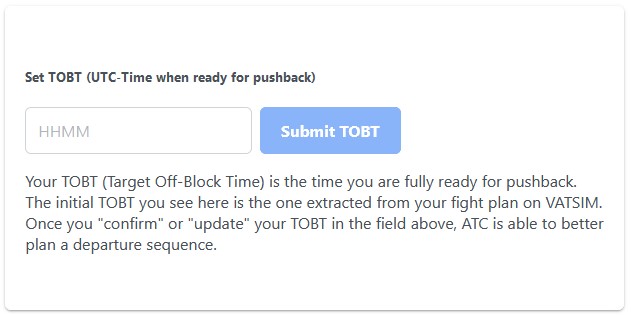 Set TOBT (UTC-Time when ready for pushback)
HHMM
Submit TOBT
Your TOBT (Target Off-Block Time) is the time you are fully ready for pushback.
The initial TOBT you see here is the one extracted from your fight plan on VATSIM.
Once you "confirm" or "update" your TOBT in the field above, ATC is able to better
plan a departure sequence.